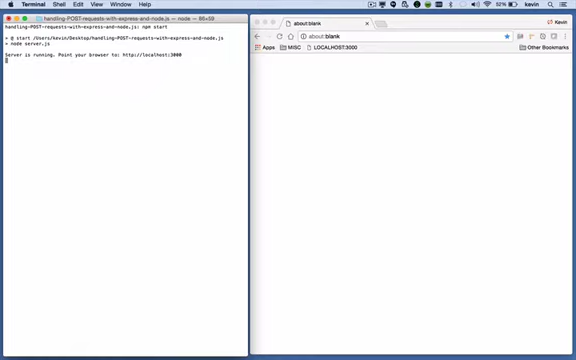 Terminal Shell Edit View Window Help
52% kevin
handling-POST-requests-with-express-and-node.js — node — 86×59
handling-POST-requests-with-express-and-node.js: npm start
> @ start /Users/kevin/Desktop/handling-POST-requests-with-express-and-node.js
> node server.js
Server is running. Point your browser to: http://localhost:3000
about:blank
Kevin
about:blank
Apps MISC LOCALHOST:3000 Other Bookmarks